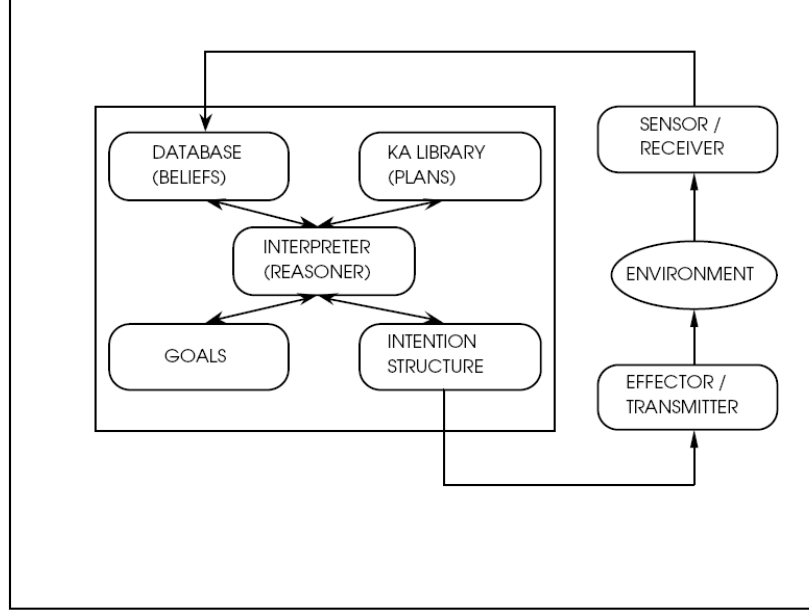 DATABASE
(BELIEFS)
KA LIBRARY
(PLANS)
INTERPRETER
(REASONER)
GOALS
INTENTION
STRUCTURE
SENSOR /
RECEIVER
ENVIRONMENT
EFFECTOR /
TRANSMITTER